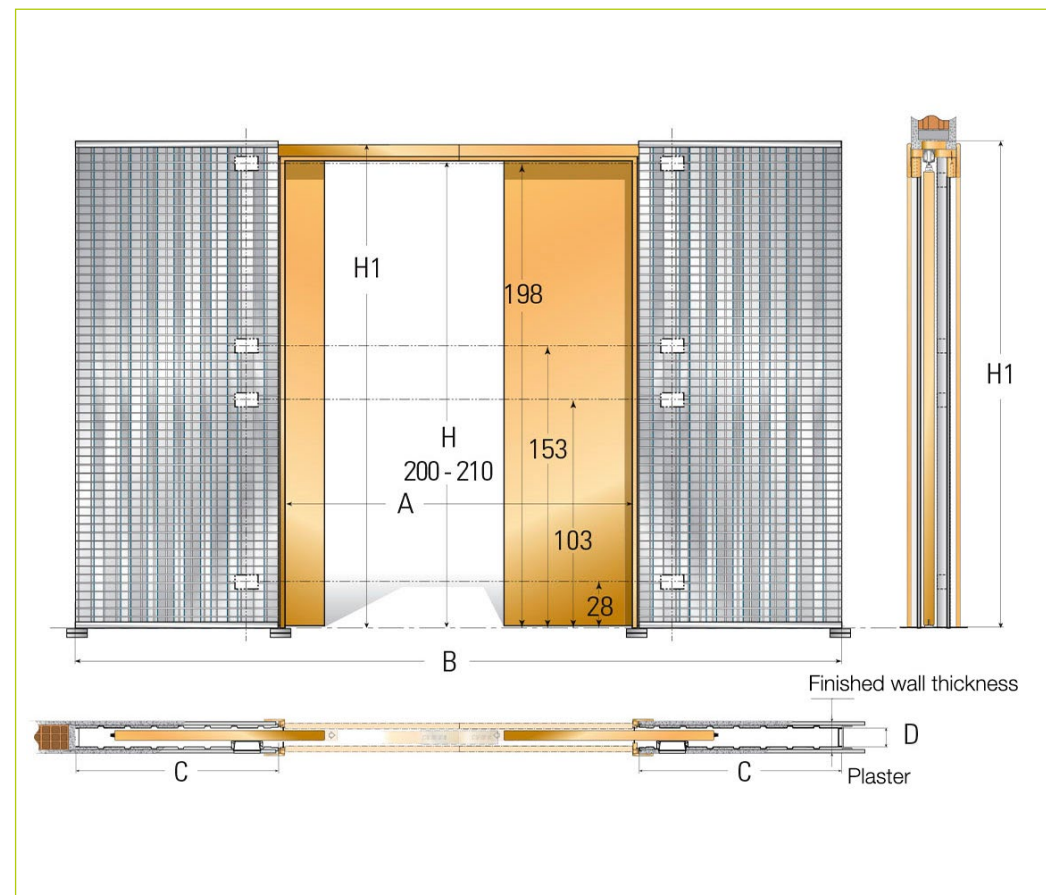 H1
198
H1
153
H
200 - 210
A
103
28
B
Finished wall thickness
D
C
C
Plaster